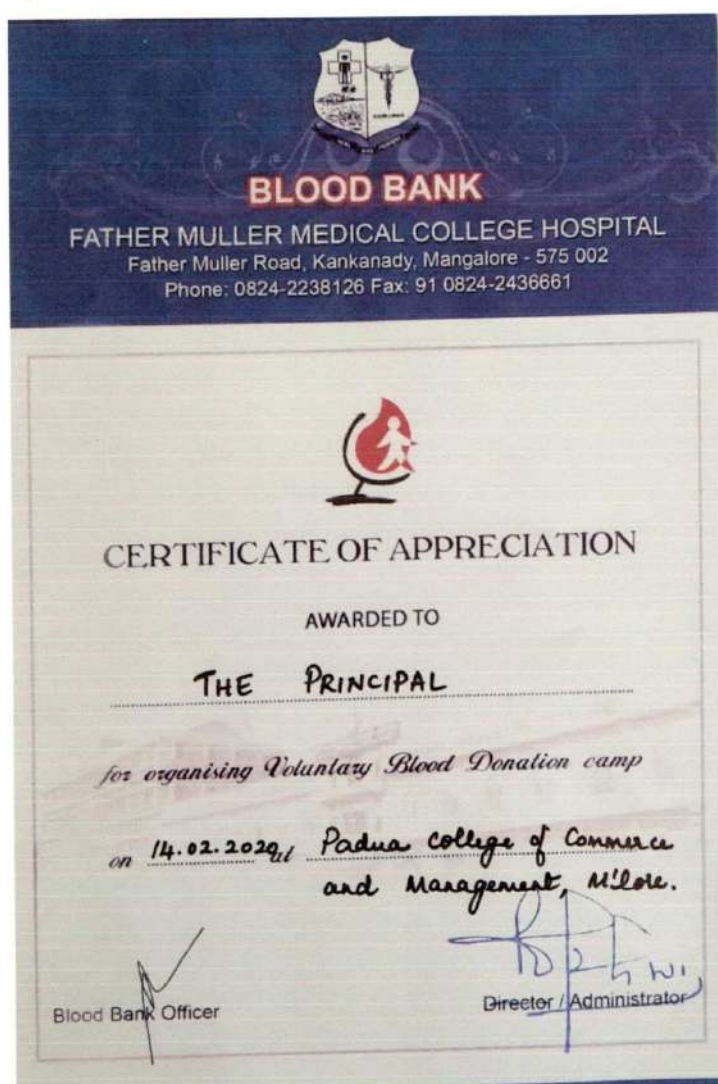 BLOOD BANK
FATHER MULLER MEDICAL COLLEGE HOSPITAL
Father Muller Road, Kankanady, Mangalore - 575 002
Phone: 0824-2238126 Fax: 91 0824-2436661
CERTIFICATE OF APPRECIATION
AWARDED TO
THE PRINCIPAL
for organising Voluntary Blood Donation camp
on 14.02.2020 at Padua College of Commerce
and Management, M'lore.
Blood Bank Officer
Director / Administrator